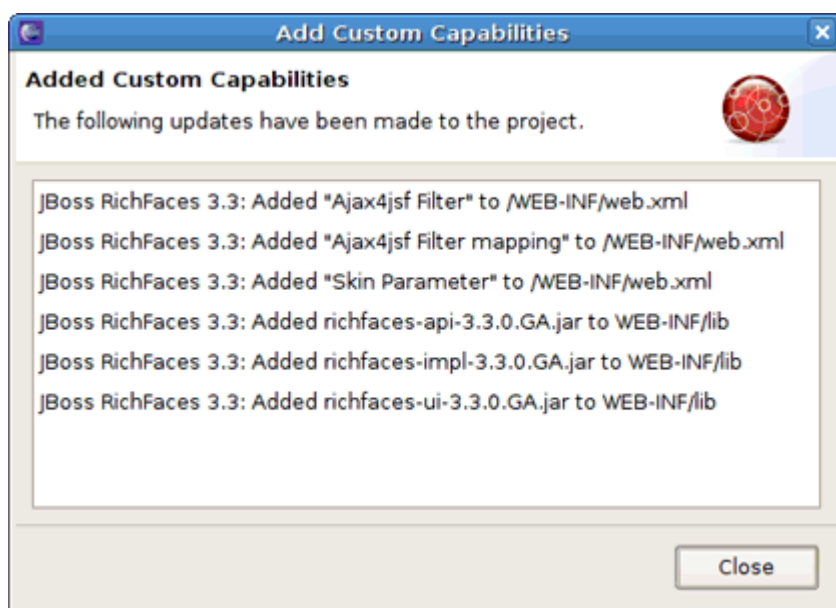 Add Custom Capabilities
Added Custom Capabilities
The following updates have been made to the project.
JBoss RichFaces 3.3: Added "Ajax4jsf Filter" to /WEB-INF/web.xml
JBoss RichFaces 3.3: Added "Ajax4jsf Filter mapping" to /WEB-INF/web.xml
JBoss RichFaces 3.3: Added "Skin Parameter" to /WEB-INF/web.xml
JBoss RichFaces 3.3: Added richfaces-api-3.3.0.GA.jar to WEB-INF/lib
JBoss RichFaces 3.3: Added richfaces-impl-3.3.0.GA.jar to WEB-INF/lib
JBoss RichFaces 3.3: Added richfaces-ui-3.3.0.GA.jar to WEB-INF/lib
Close